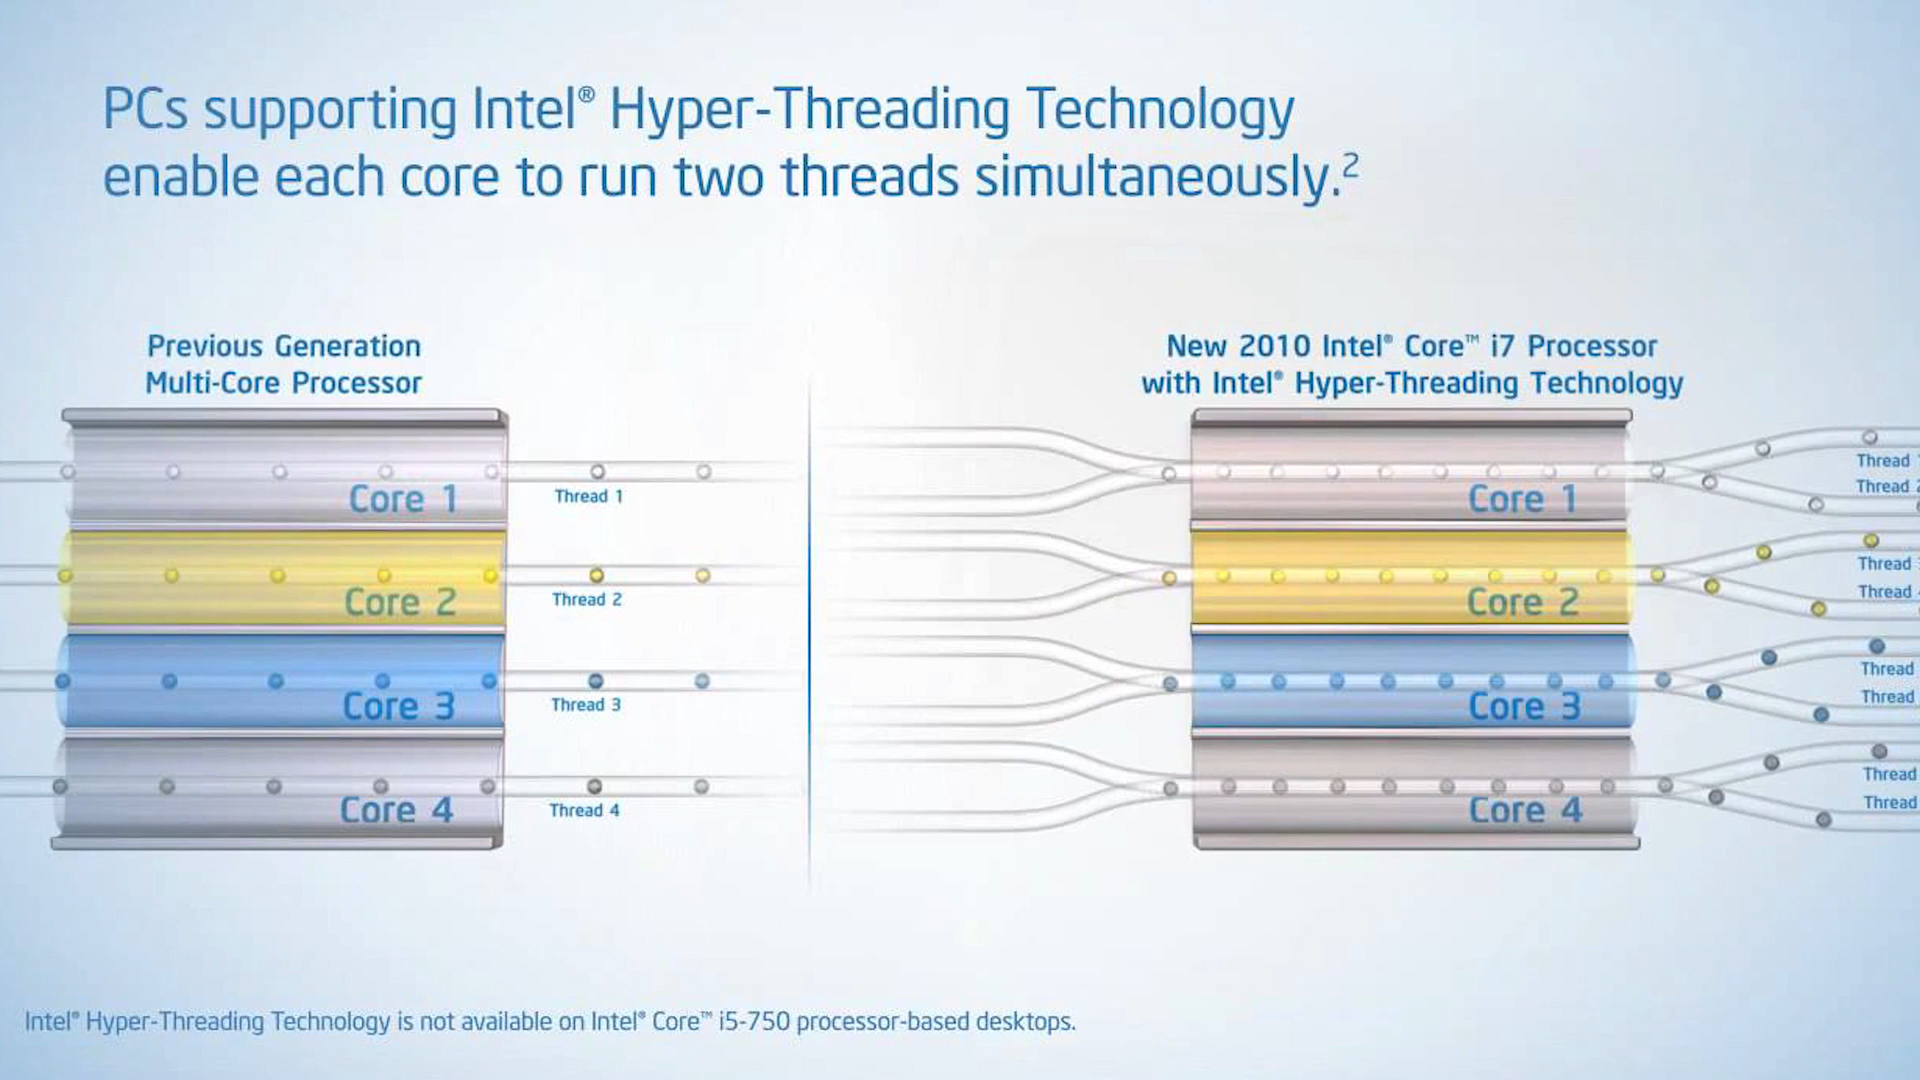 PCs supporting Intel® Hyper-Threading Technology
enable each core to run two threads simultaneously.²
Previous Generation
Multi-Core Processor
Core 1
Thread 1
Core 2
Thread 2
Core 3
Thread 3
Core 4
Thread 4
New 2010 Intel® Core™ i7 Processor
with Intel® Hyper-Threading Technology
Core 1
Thread
Thread 2
Core 2
Thread
Thread
Core 3
Thread
Thread
Core 4
Thread
Thread
Intel® Hyper-Threading Technology is not available on Intel® Core™ i5-750 processor-based desktops.